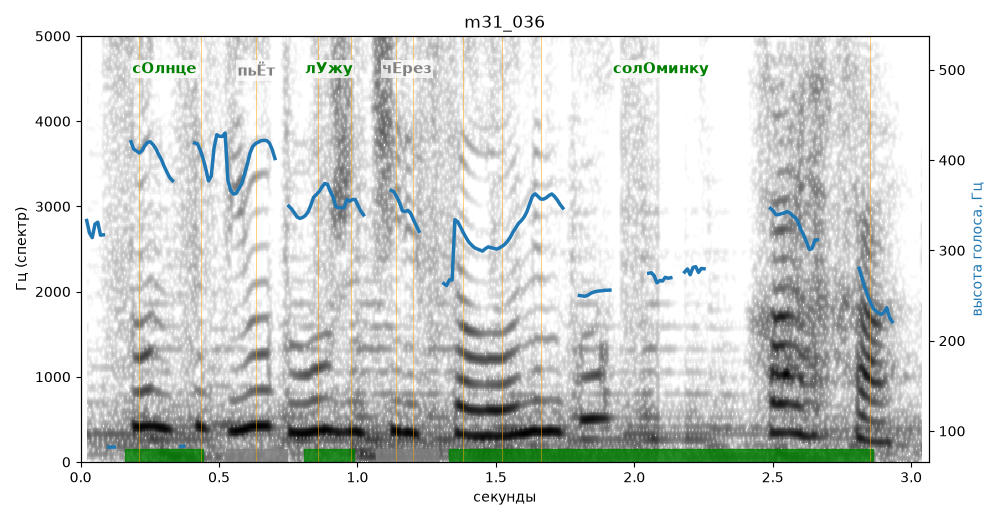 m31_036
сОлнце пьЁт лУжу чЕрез солОминку
Гц (спектр)
5000
4000
3000
2000
1000
0
500
400
300
200
100
высота голоса, Гц
0.0 0.5 1.0 1.5 2.0 2.5 3.0
секунды